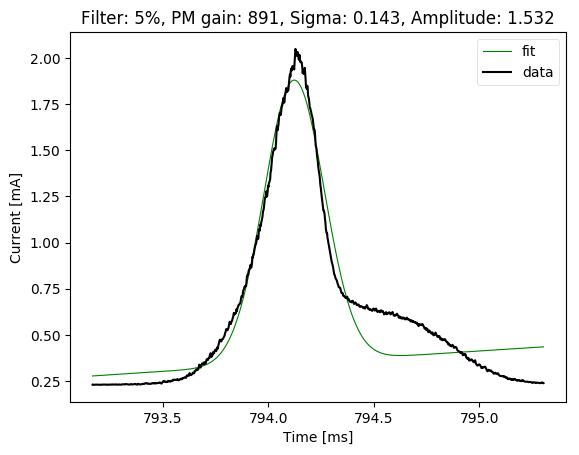 Filter: 5%, PM gain: 891, Sigma: 0.143, Amplitude: 1.532
fit
data
Current [mA]
2.00
1.75
1.50
1.25
1.00
0.75
0.50
0.25
793.5 794.0 794.5 795.0
Time [ms]